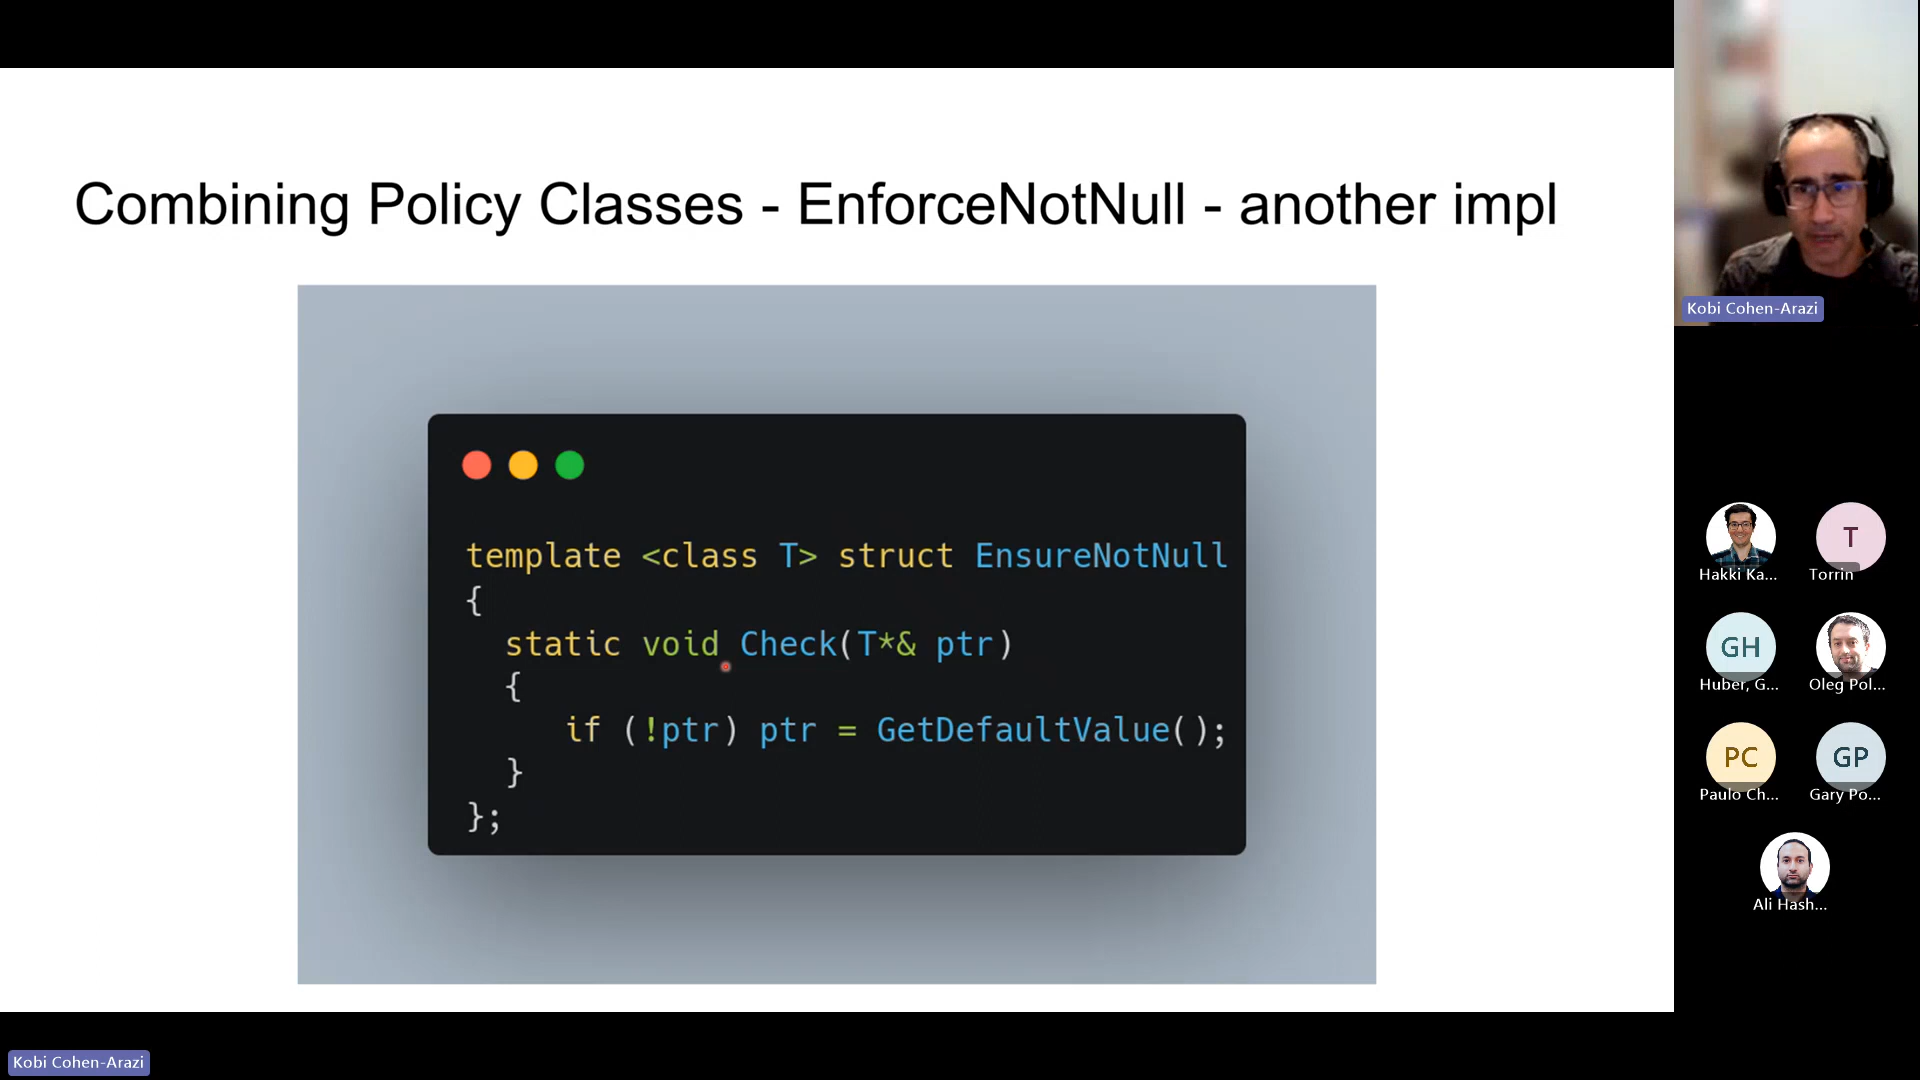 Combining Policy Classes - EnforceNotNull - another impl
template <class T> struct EnsureNotNull
{
static void Check(T*& ptr)
{
if (!ptr) ptr = GetDefaultValue();
}
};
Kobi Cohen-Arazi
T
Hakki Ka...
Torrin
GH
Huber, G...
Oleg Pol...
PC
GP
Paulo Ch...
Gary Po...
Ali Hash...
Kobi Cohen-Arazi